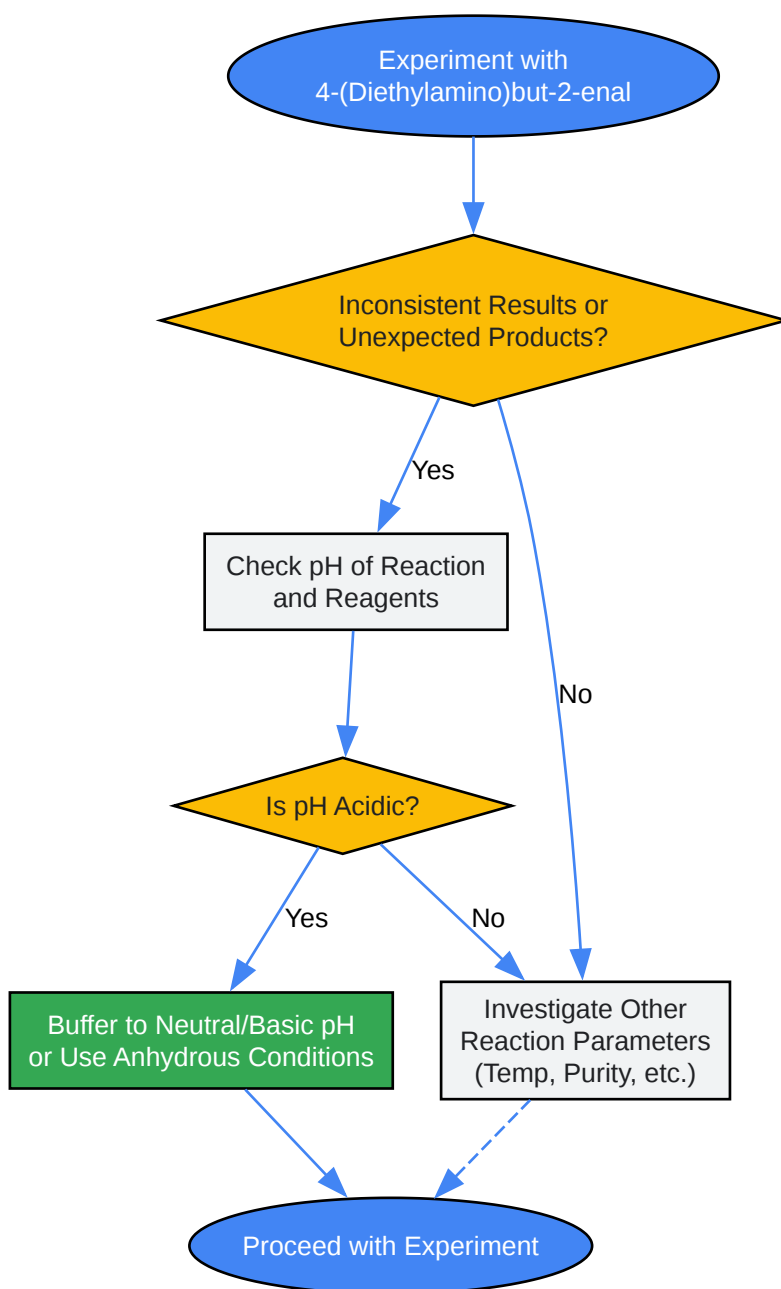 Experiment with
4-(Diethylamino)but-2-enal
Inconsistent Results or
Unexpected Products?
Yes
Check pH of Reaction
and Reagents
No
Is pH Acidic?
Yes
No
Buffer to Neutral/Basic pH
or Use Anhydrous Conditions
Investigate Other
Reaction Parameters
(Temp, Purity, etc.)
Proceed with Experiment